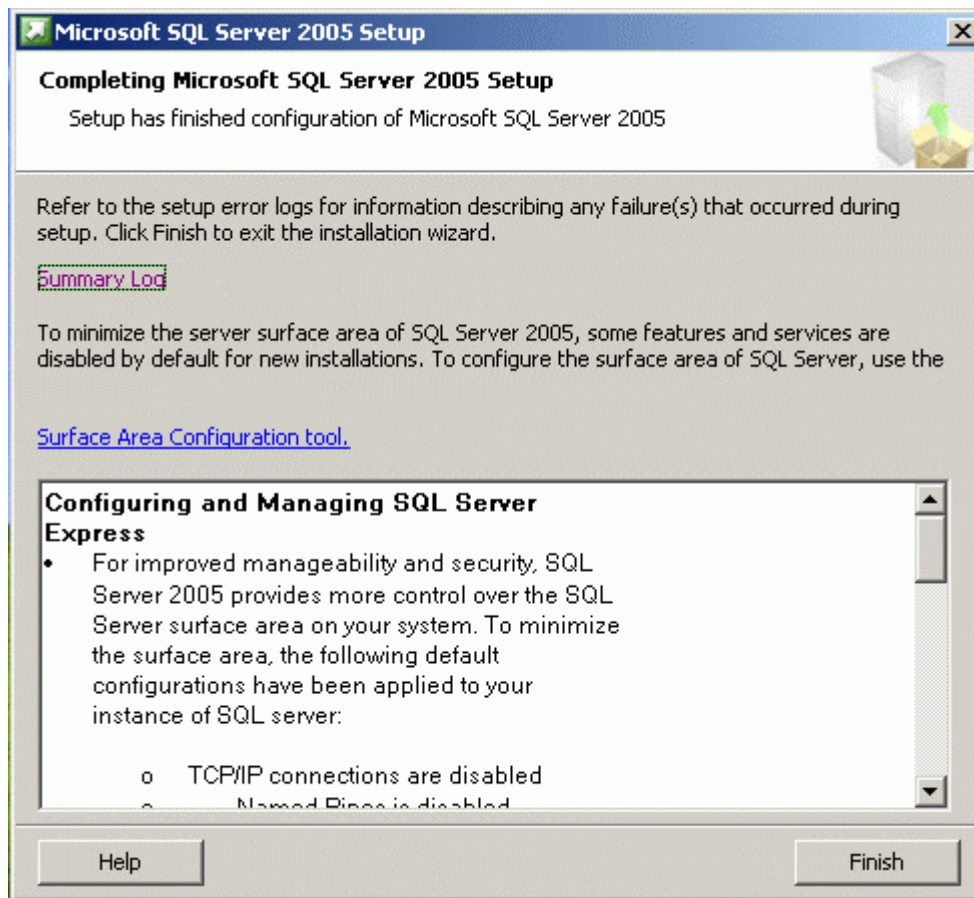 Microsoft SQL Server 2005 Setup
Completing Microsoft SQL Server 2005 Setup
Setup has finished configuration of Microsoft SQL Server 2005
Refer to the setup error logs for information describing any failure(s) that occurred during
setup. Click Finish to exit the installation wizard.
Summary Log
To minimize the server surface area of SQL Server 2005, some features and services are
disabled by default for new installations. To configure the surface area of SQL Server, use the
Surface Area Configuration tool.
Configuring and Managing SQL Server
Express
• For improved manageability and security, SQL
Server 2005 provides more control over the SQL
Server surface area on your system. To minimize
the surface area, the following default
configurations have been applied to your
instance of SQL server:
o TCP/IP connections are disabled
o Named Pipes is disabled
Help
Finish